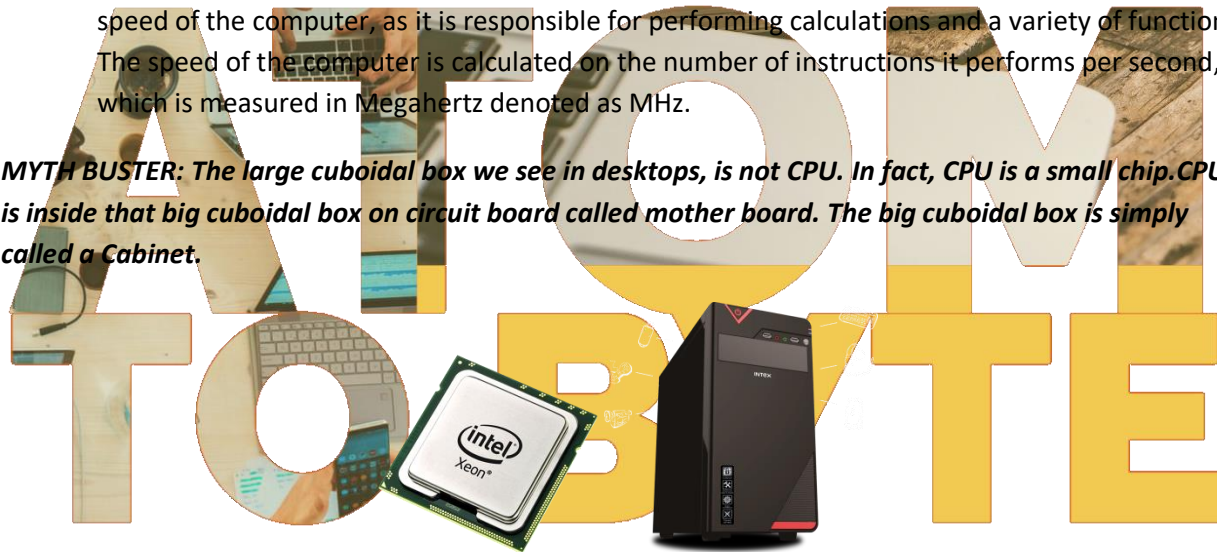 speed of the computer, as it is responsible for performing calculations and a variety of function
The speed of the computer is calculated on the number of instructions it performs per second,
which is measured in Megahertz denoted as MHz.
MYTH BUSTER: The large cuboidal box we see in desktops, is not CPU. In fact, CPU is a small chip.CPU
is inside that big cuboidal box on circuit board called mother board. The big cuboidal box is simply
called a Cabinet.
ATOM
TO BYTE
INTEX
intel
Xeon®